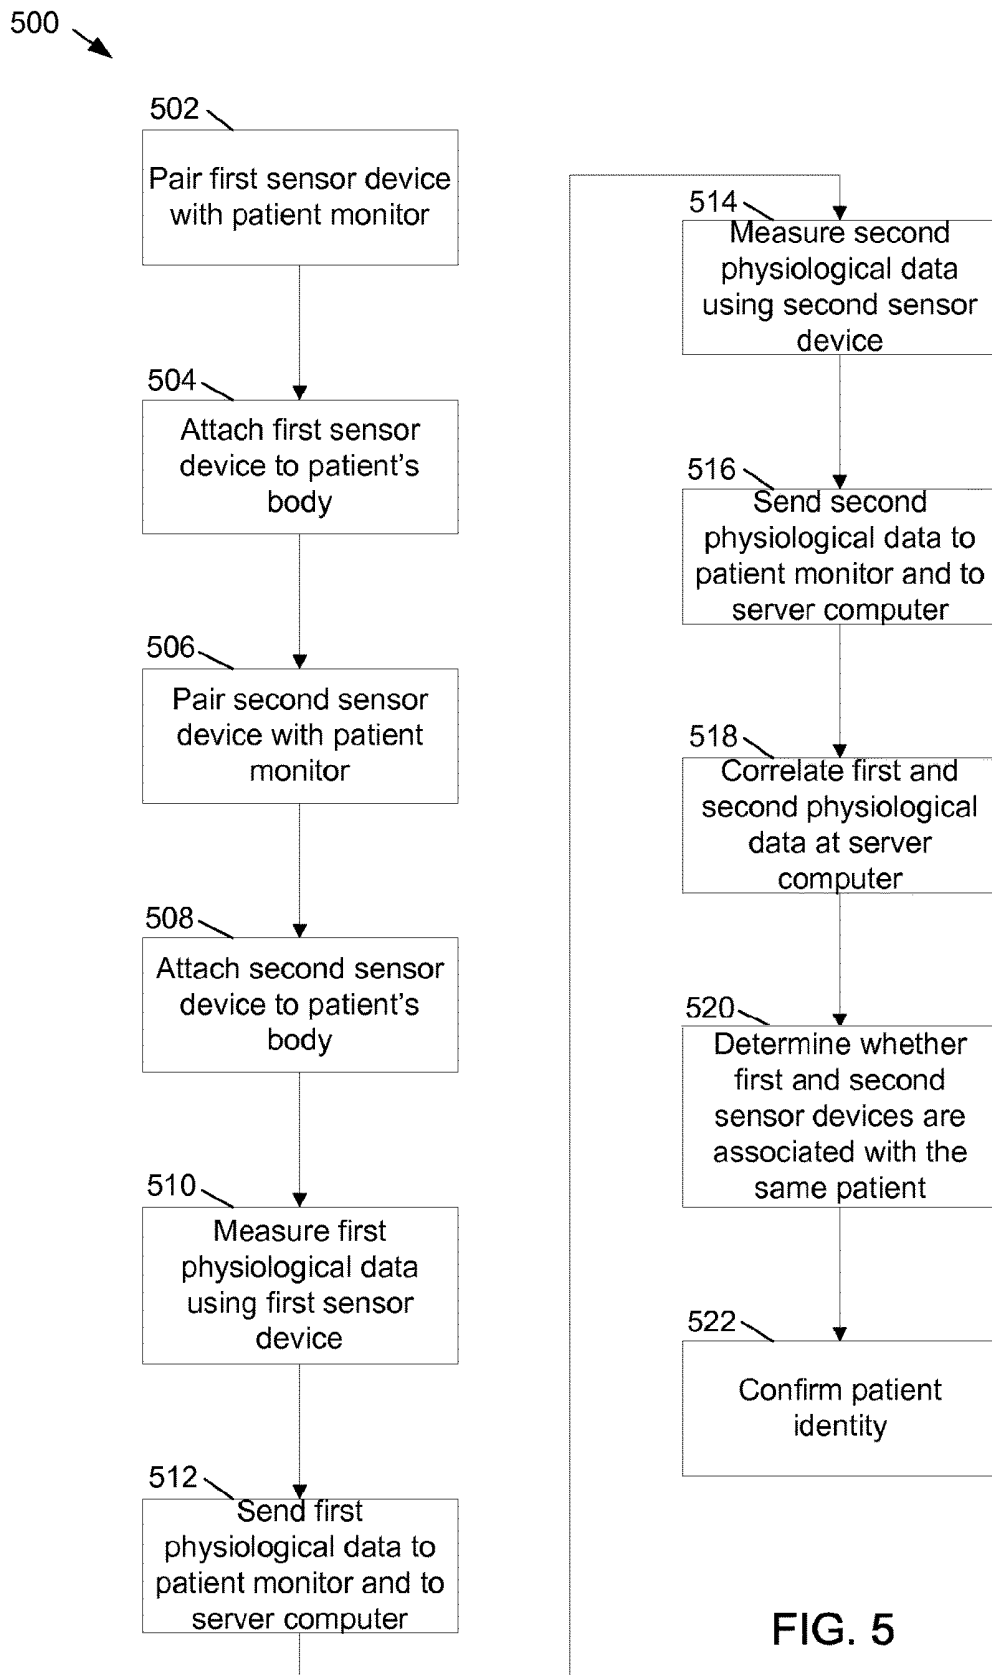 500
502
Pair first sensor device
with patient monitor
504
Attach first sensor
device to patient's
body
506
Pair second sensor
device with patient
monitor
508
Attach second sensor
device to patient's
body
510
Measure first
physiological data
using first sensor
device
512
Send first
physiological data to
patient monitor and to
server computer
514
Measure second
physiological data
using second sensor
device
516
Send second
physiological data to
patient monitor and to
server computer
518
Correlate first and
second physiological
data at server
computer
520
Determine whether
first and second
sensor devices are
associated with the
same patient
522
Confirm patient
identity
FIG. 5